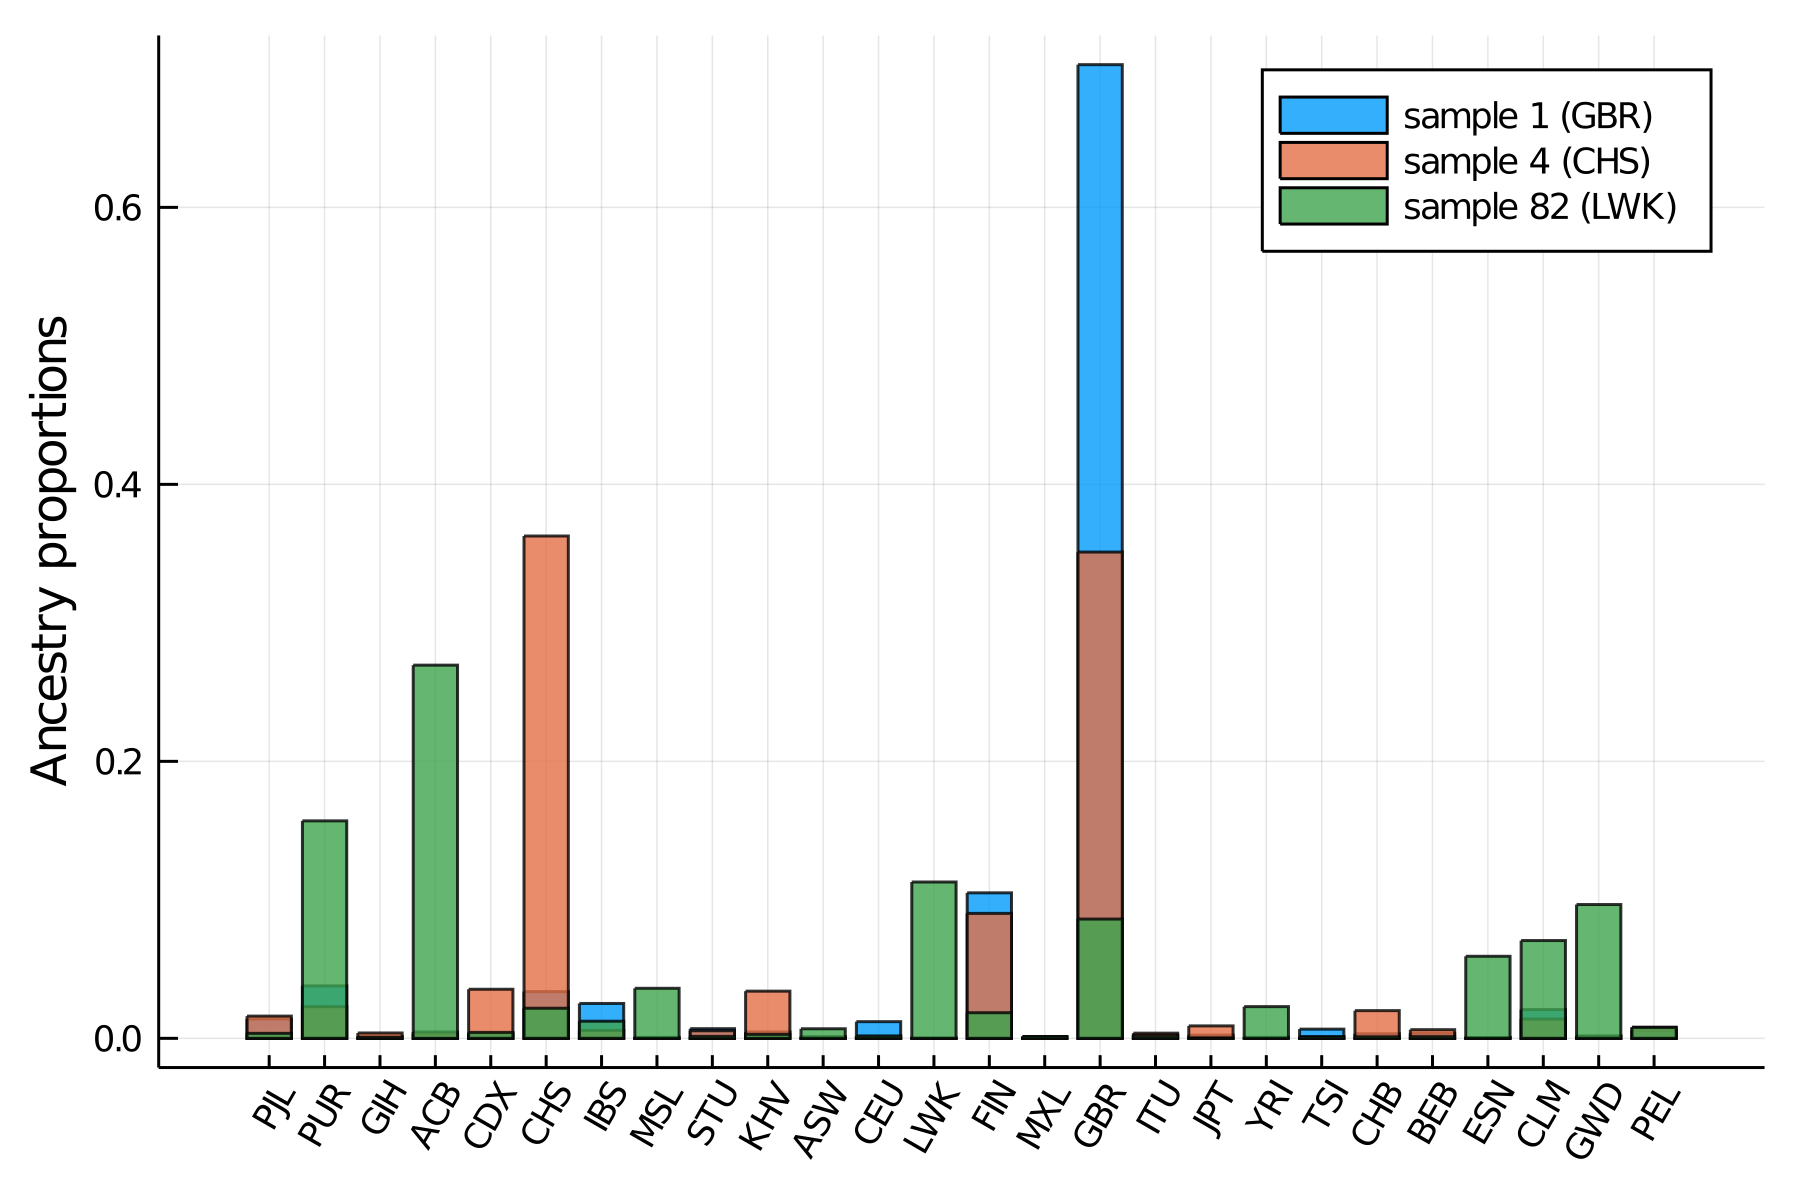 sample 1 (GBR)
sample 4 (CHS)
sample 82 (LWK)
Ancestry proportions
0.6
0.4
0.2
0.0
PJL PUR GIH ACB CDX CHS IBS MSL STU KHV ASW CEU LWK FIN MXL GBR ITU JPT YRI TSI CHB BEB ESN CLM GWD PEL